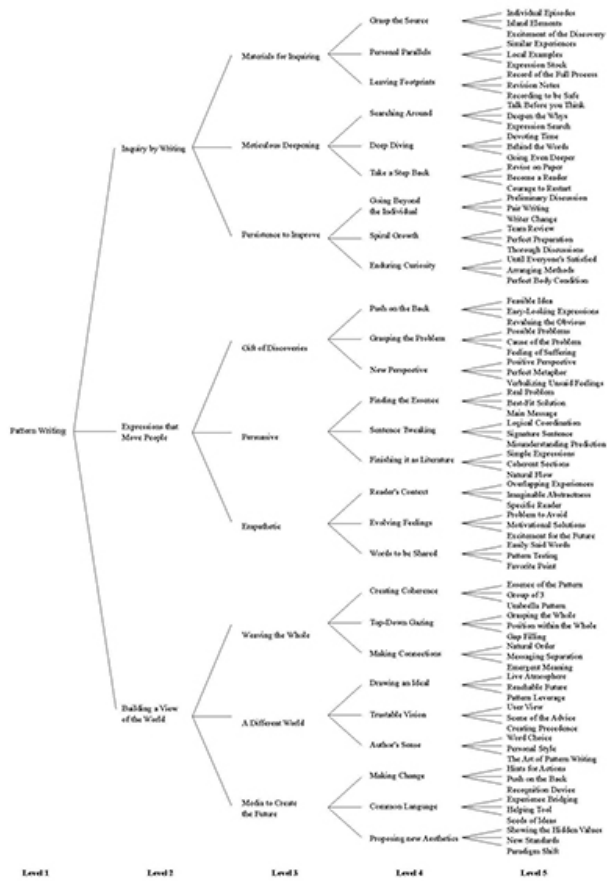 Pattern Writing
Inquiry by Writing
Expressions that
Move People
Building a View
of the World
Materials for Inquiring
Meticulous Deepening
Persistence to Improve
Gift of Discoveries
Persuasive
Empathetic
Weaving the Whole
A Different World
Media to Create
the Future
Grasp the Source
Personal Parallels
Leaving Footprints
Searching Around
Deep Diving
Take a Step Back
Going Beyond
the Individual
Spiral Growth
Enduring Curiosity
Push on the Back
Grasping the Problem
New Perspective
Finding the Essence
Sentence Tweaking
Finishing it as Literature
Reader's Context
Evolving Feelings
Words to be Shared
Creating Coherence
Top-Down Gazing
Making Connections
Drawing an Ideal
Trustable Vision
Author's Sense
Making Change
Common Language
Proposing new Aesthetics
Individual Episodes
Island Elements
Excitement of the Discovery
Similar Experiences
Local Examples
Expression Stock
Record of the Full Process
Revision Notes
Recording to be Safe
Talk Before you Think
Deepen the Whys
Expression Search
Devoting Time
Behind the Words
Going Even Deeper
Revise on Paper
Become a Reader
Courage to Restart
Preliminary Discussion
Pair Writing
Writer Change
Team Review
Perfect Preparation
Thorough Discussions
Until Everyone's Satisfied
Arranging Methods
Perfect Body Condition
Feasible Idea
Easy-Looking Expressions
Revaluing the Obvious
Possible Problems
Cause of the Problem
Feeling of Suffering
Positive Perspective
Perfect Metaphor
Verbalizing Unsaid Feelings
Real Problem
Best-Fit Solution
Main Message
Logical Coordination
Signature Sentence
Misunderstanding Prediction
Simple Expressions
Coherent Sections
Natural Flow
Overlapping Experiences
Imaginable Abstractness
Specific Reader
Problem to Avoid
Motivational Solutions
Excitement for the Future
Easily Said Words
Pattern Testing
Favorite Point
Essence of the Pattern
Group of 3
Umbrella Pattern
Grasping the Whole
Position within the Whole
Gap Filling
Natural Order
Messaging Separation
Emergent Meaning
Live Atmosphere
Reachable Future
Pattern Leverage
User View
Scene of the Advice
Creating Precedence
Word Choice
Personal Style
The Art of Pattern Writing
Hints for Actions
Push on the Back
Recognition Device
Experience Bridging
Helping Tool
Seeds of Ideas
Showing the Hidden Values
New Standards
Paradigm Shift
Level 1
Level 2
Level 3
Level 4
Level 5